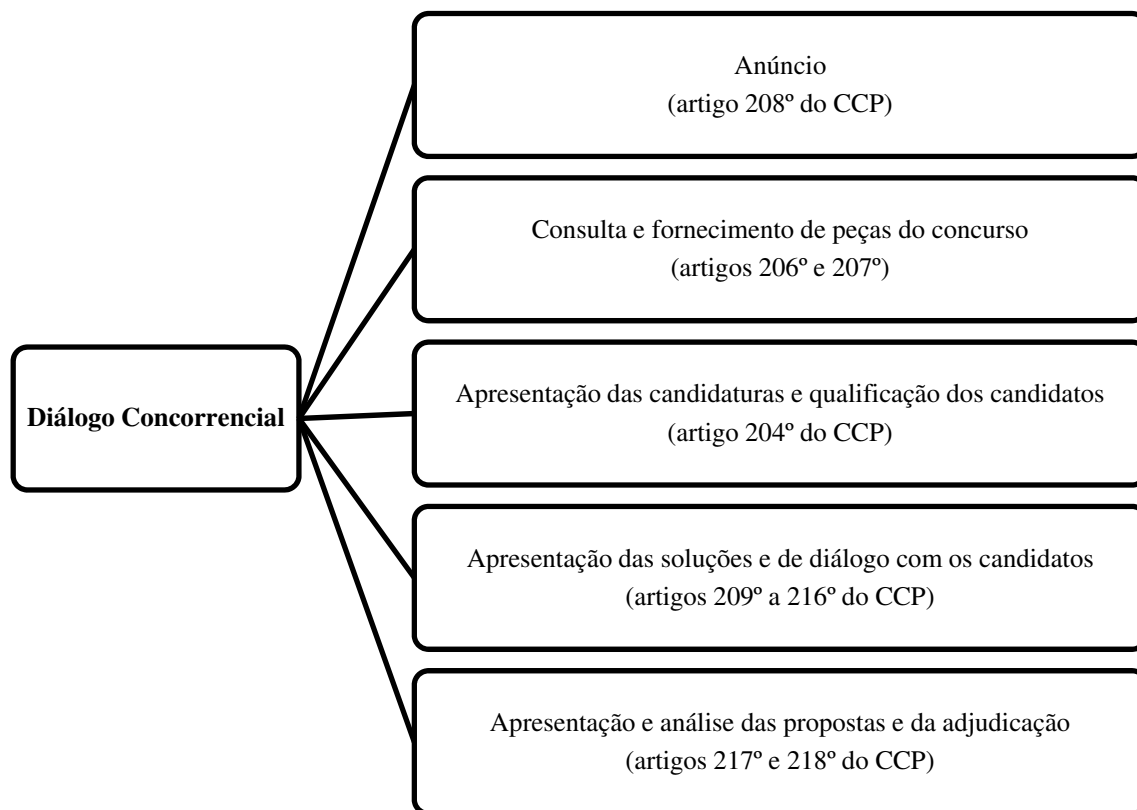 Anúncio
(artigo 208º do CCP)
Consulta e fornecimento de peças do concurso
(artigos 206º e 207º)
Diálogo Concorrencial
Apresentação das candidaturas e qualificação dos candidatos
(artigo 204º do CCP)
Apresentação das soluções e de diálogo com os candidatos
(artigos 209º a 216º do CCP)
Apresentação e análise das propostas e da adjudicação
(artigos 217º e 218º do CCP)